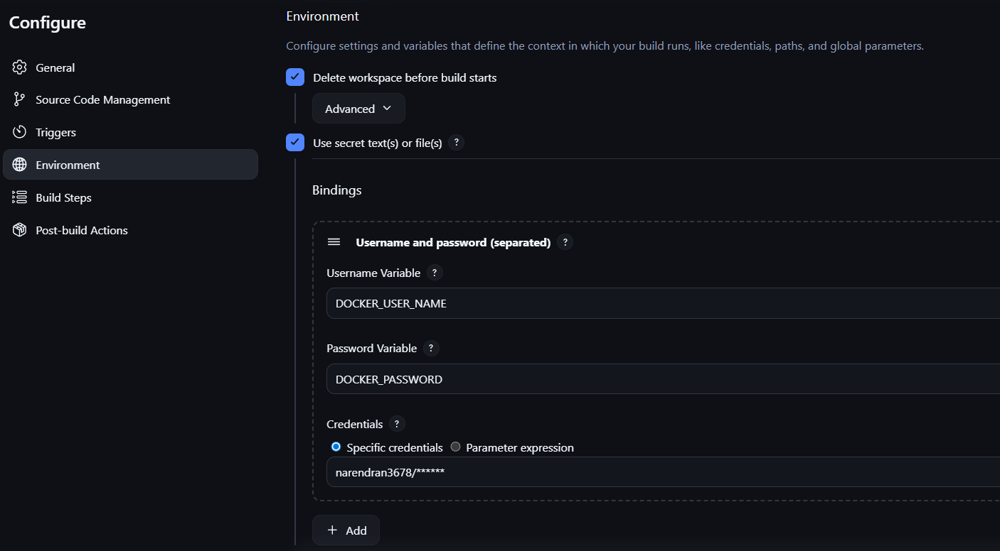 Configure
General
Source Code Management
Triggers
Environment
Build Steps
Post-build Actions
Environment
Configure settings and variables that define the context in which your build runs, like credentials, paths, and global parameters.
Delete workspace before build starts
Advanced
Use secret text(s) or file(s) ?
Bindings
Username and password (separated) ?
Username Variable ?
DOCKER_USER_NAME
Password Variable ?
DOCKER_PASSWORD
Credentials ?
Specific credentials Parameter expression
narendran3678/******
+ Add